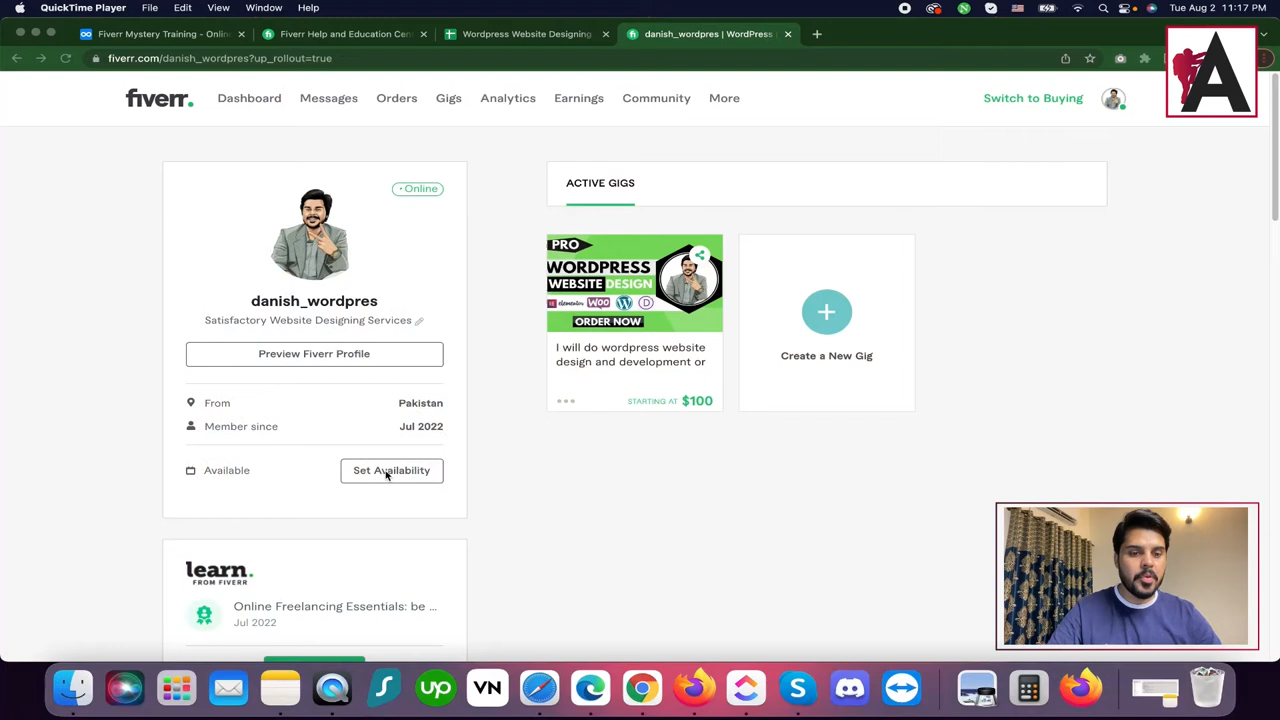 QuickTime Player File Edit View Window Help
Tue Aug 2 11:17 PM
Fiverr Mystery Training - Onlin
Fiverr Help and Education Cen
Wordpress Website Designing
danish_wordpres | WordPress
fiverr.com/danish_wordpres?up_rollout=true
A
fiverr.
Dashboard Messages Orders Gigs Analytics Earnings Community More
Switch to Buying
Online
danish_wordpres
Satisfactory Website Designing Services
Preview Fiverr Profile
From Pakistan
Member since Jul 2022
Available Set Availability
learn.
FROM FIVERR
Online Freelancing Essentials: be ...
Jul 2022
ACTIVE GIGS
PRO
WORDPRESS
WEBSITE DESIGN
elementor WOO
ORDER NOW
I will do wordpress website
design and development or
STARTING AT $100
Create a New Gig
up VN